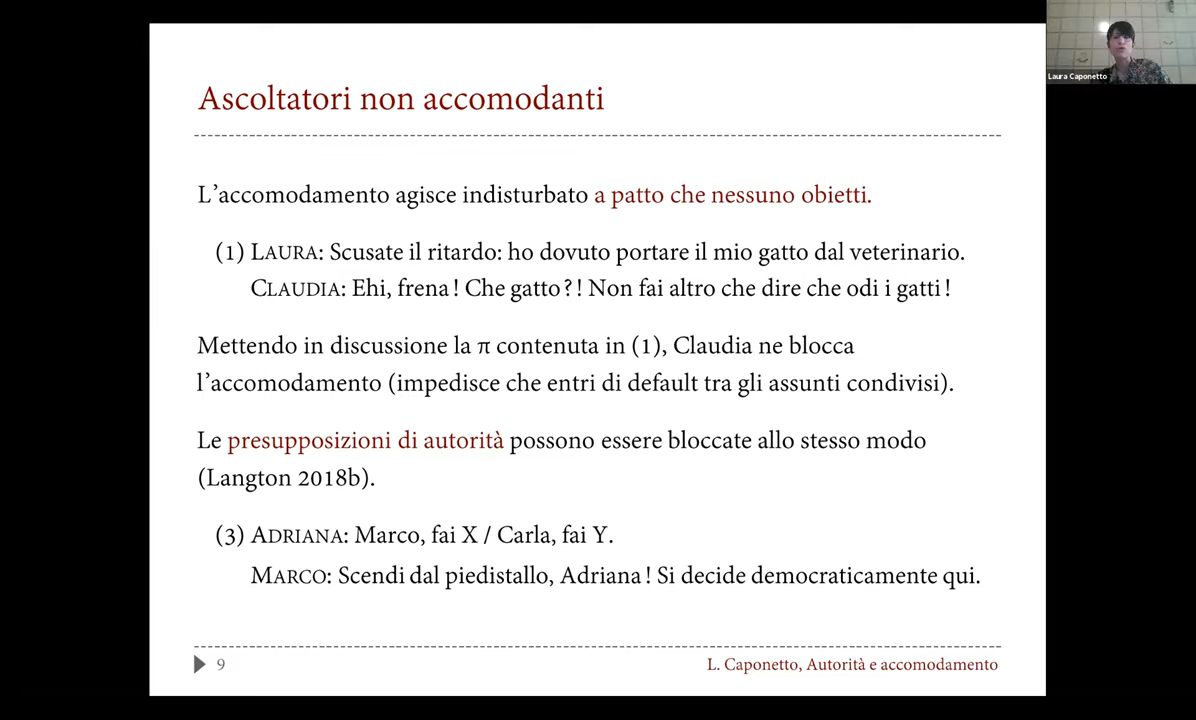 Laura Caponetto
Ascoltatori non accomodanti
L’accomodamento agisce indisturbato a patto che nessuno obietti.
(1) LAURA: Scusate il ritardo: ho dovuto portare il mio gatto dal veterinario.
CLAUDIA: Ehi, frena! Che gatto?! Non fai altro che dire che odi i gatti!
Mettendo in discussione la π contenuta in (1), Claudia ne blocca
l’accomodamento (impedisce che entri di default tra gli assunti condivisi).
Le presupposizioni di autorità possono essere bloccate allo stesso modo
(Langton 2018b).
(3) ADRIANA: Marco, fai X / Carla, fai Y.
MARCO: Scendi dal piedistallo, Adriana! Si decide democraticamente qui.
9
L. Caponetto, Autorità e accomodamento